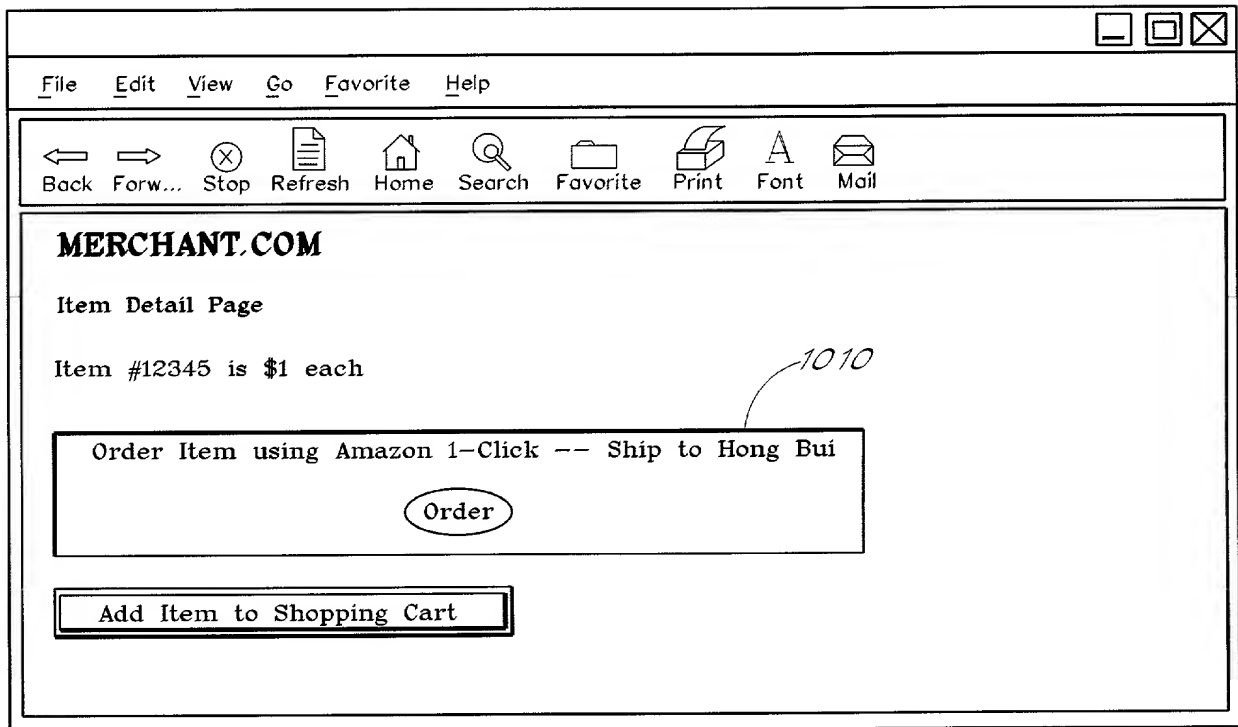 File Edit View Go Favorite Help
Back Forw... Stop Refresh Home Search Favorite Print Font Mail
MERCHANT.COM
Item Detail Page
Item #12345 is $1 each
1010
Order Item using Amazon 1-Click -- Ship to Hong Bui
Order
Add Item to Shopping Cart